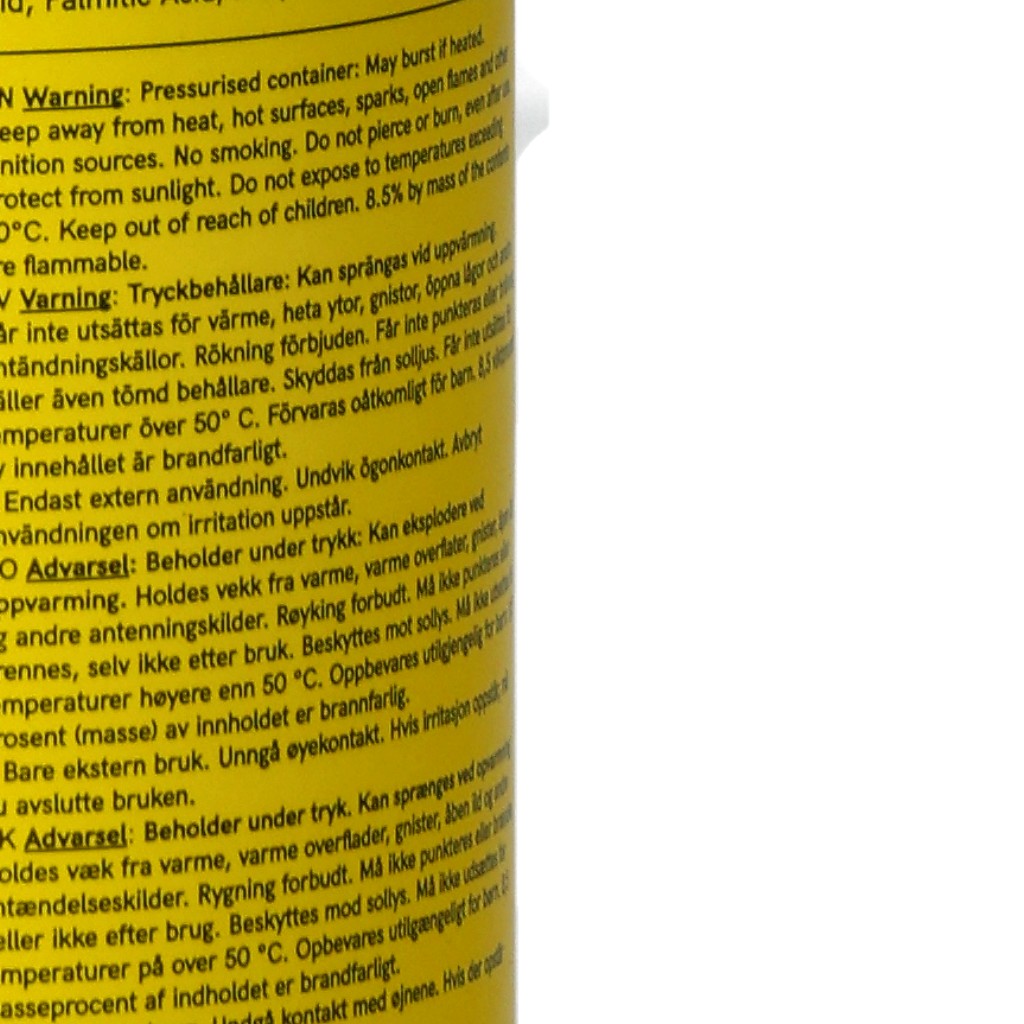 Palmitic Acid,
N Warning: Pressurised container: May burst if heated.
eep away from heat, hot surfaces, sparks, open flames and other
nition sources. No smoking. Do not pierce or burn, even after use.
rotect from sunlight. Do not expose to temperatures exceeding
0°C. Keep out of reach of children. 8.5% by mass of the contents
re flammable.
V Varning: Tryckbehållare: Kan sprängas vid uppvärmning.
år inte utsättas för värme, heta ytor, gnistor, öppna lågor och andra
ntändningskällor. Rökning förbjuden. Får inte punkteras eller
äller även tömd behållare. Skyddas från solljus. Får inte utsättas för
emperaturer över 50° C. Förvaras oåtkomligt för barn. 8,5
v innehållet är brandfarligt.
Endast extern användning. Undvik ögonkontakt. Avbryt
nvändningen om irritation uppstår.
O Advarsel: Beholder under trykk: Kan eksplodere ved
ppvarming. Holdes vekk fra varme, varme overflater, gnister,
g andre antenningskilder. Røyking forbudt. Må ikke punkteres eller
rennes, selv ikke etter bruk. Beskyttes mot sollys. Må ikke
emperaturer høyere enn 50 °C. Oppbevares utilgjengelig for barn.
rosent (masse) av innholdet er brannfarlig.
Bare ekstern bruk. Unngå øyekontakt. Hvis irritasjon oppstår, må
u avslutte bruken.
K Advarsel: Beholder under tryk. Kan sprænges ved opvarmning
oldes væk fra varme, varme overflader, gnister, åben ild og andre
ntændelseskilder. Rygning forbudt. Må ikke punkteres eller brændes,
eller ikke efter brug. Beskyttes mod sollys. Må ikke udsættes for
mperaturer på over 50 °C. Opbevares utilgængeligt for børn. 8,5
asseprocent af indholdet er brandfarligt.
Undgå kontakt med øjnene. Hvis der opstår